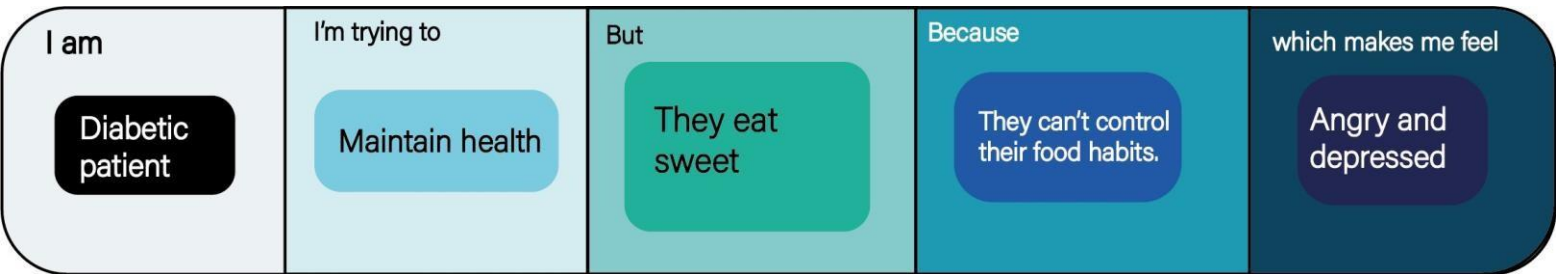 I am
Diabetic
patient
I'm trying to
Maintain health
But
They eat
sweet
Because
They can't control
their food habits.
which makes me feel
Angry and
depressed